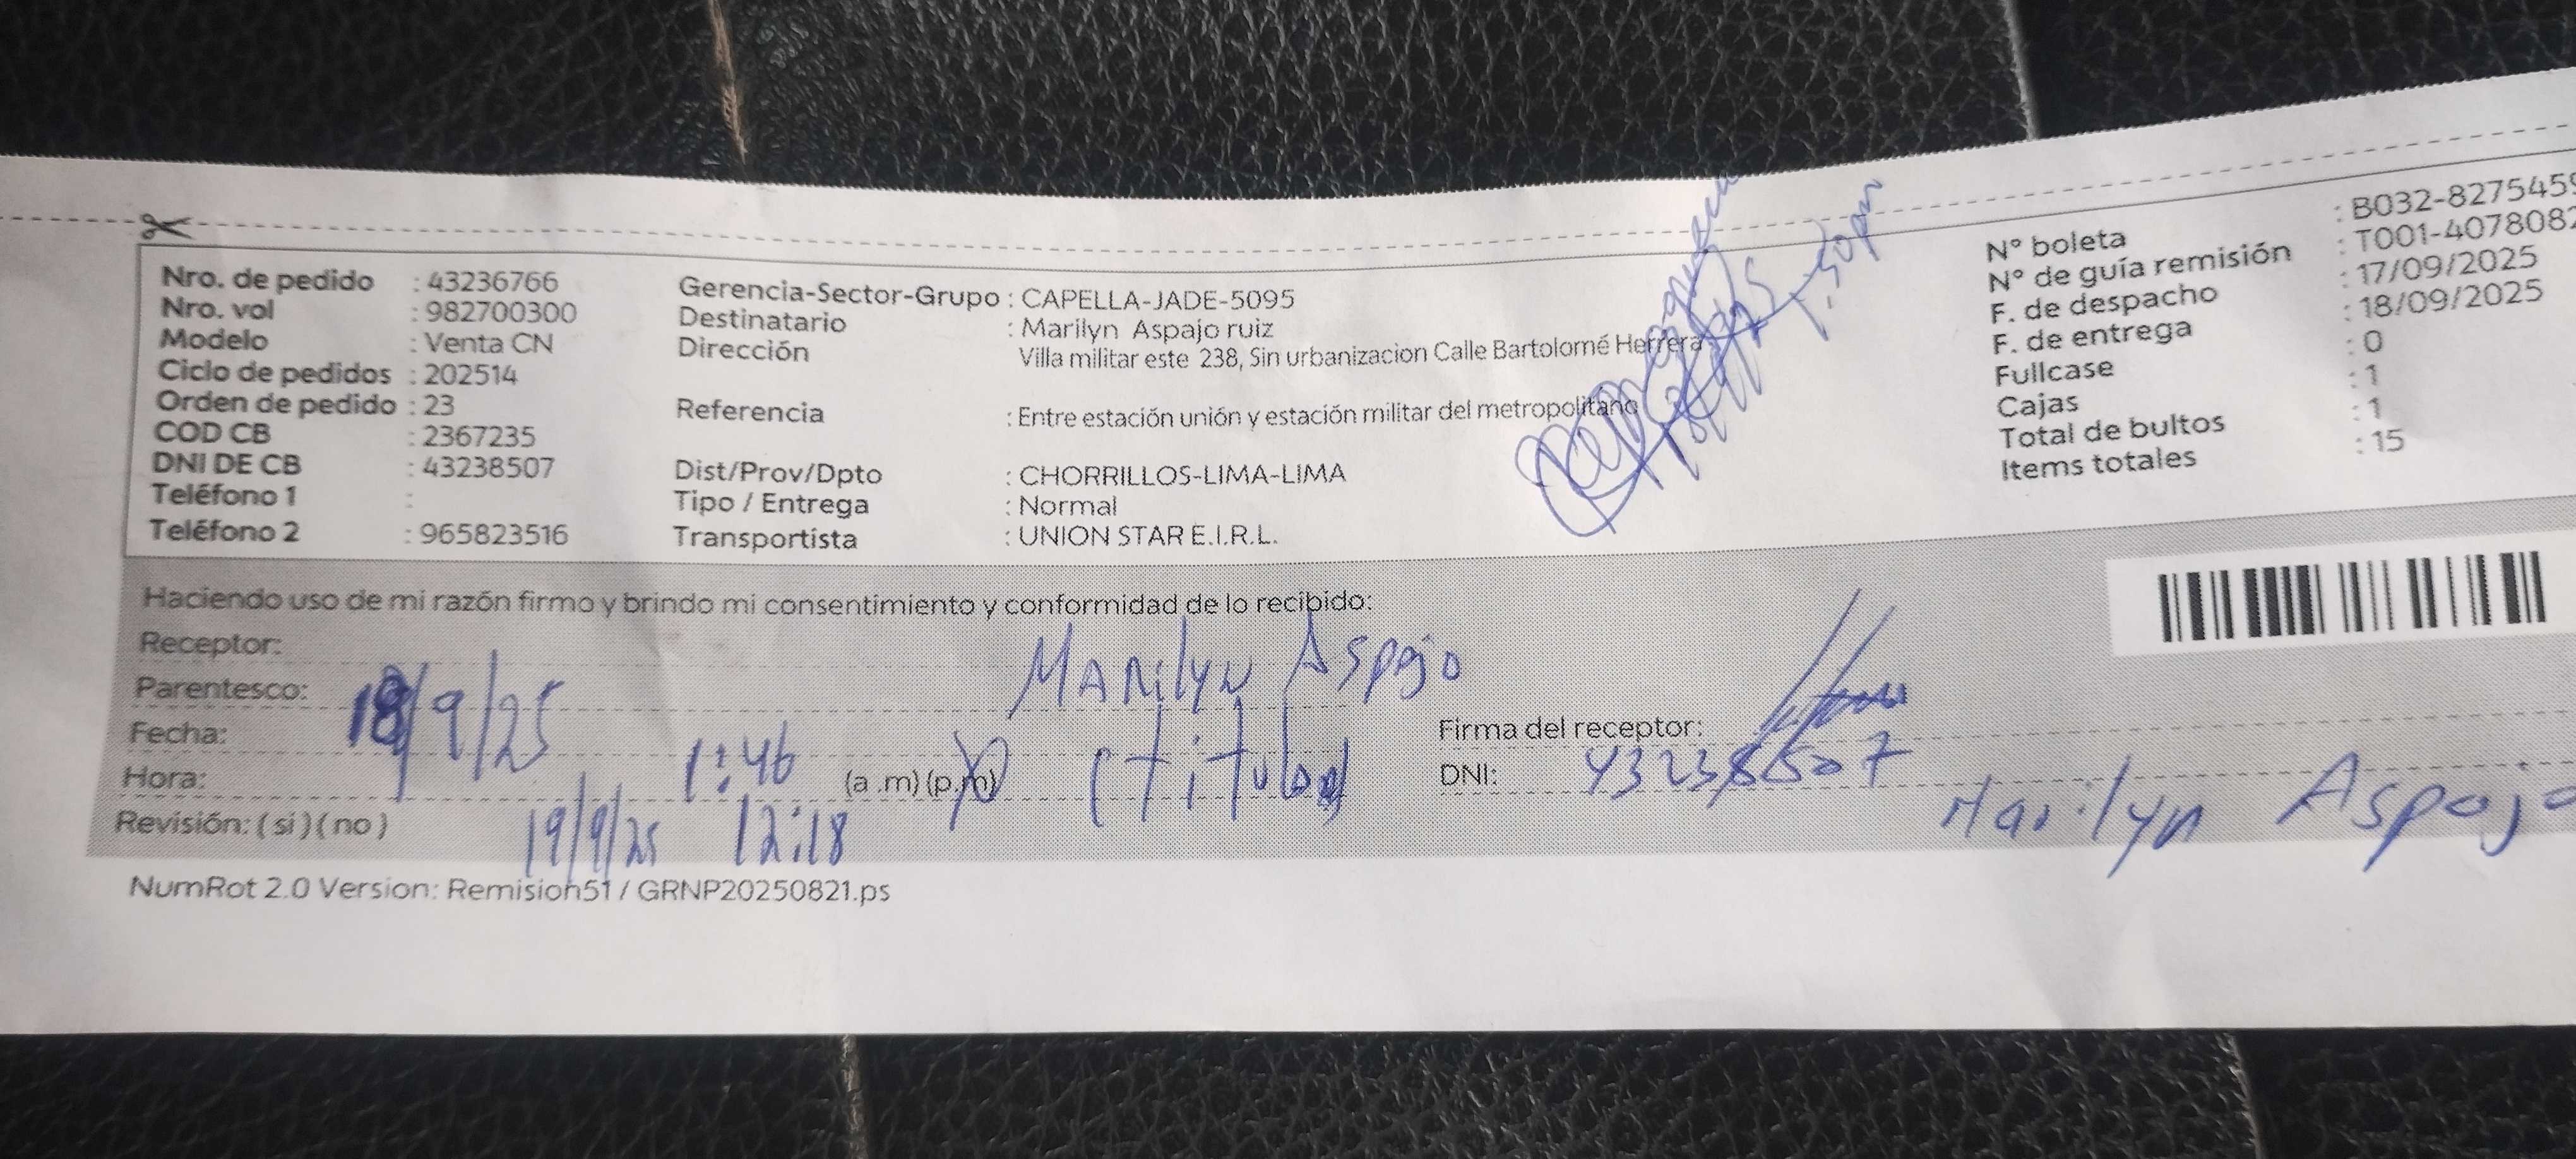 Nro. de pedido : 43236766
Nro. vol : 982700300
Modelo : Venta CN
Ciclo de pedidos : 202514
Orden de pedido : 23
COD CB : 2367235
DNI DE CB : 43238507
Teléfono 1 :
Teléfono 2 : 965823516
Gerencia-Sector-Grupo : CAPELLA-JADE-5095
Destinatario : Marilyn Aspajo ruiz
Dirección Villa militar este 238, Sin urbanizacion Calle Bartolomé Herrera
Referencia : Entre estación unión y estación militar del metropolitano
Dist/Prov/Dpto : CHORRILLOS-LIMA-LIMA
Tipo / Entrega : Normal
Transportista : UNION STAR E.I.R.L.
1:50pm
N° boleta : B032-8275459
N° de guía remisión : T001-4078082
F. de despacho : 17/09/2025
F. de entrega : 18/09/2025
Fullcase : 0
Cajas : 1
Total de bultos : 1
Items totales : 15
Haciendo uso de mi razón firmo y brindo mi consentimiento y conformidad de lo recibido:
Receptor: Marilyn Aspajo
Parentesco:
Fecha: 18/9/25 (titular)
Hora: 1:46 (a .m) (p.m)
Revisión: ( si ) ( no ) 19/9/25 12:18
Firma del receptor:
DNI: 43238507
Marilyn Aspajo
NumRot 2.0 Version: Remision51 / GRNP20250821.ps